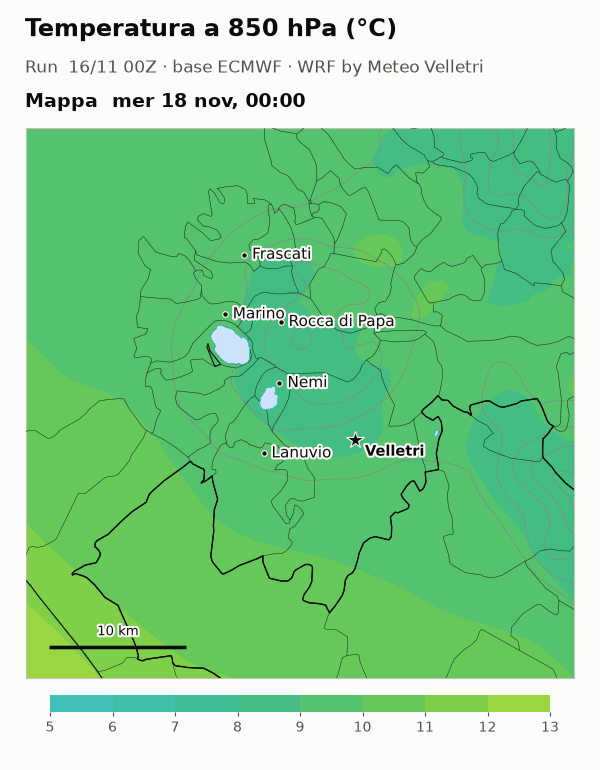 Temperatura a 850 hPa (°C)
Run  16/11 00Z · base ECMWF · WRF by Meteo Velletri
Mappa  mer 18 nov, 00:00
Frascati
Marino
Rocca di Papa
Nemi
Velletri
Lanuvio
10 km
5 6 7 8 9 10 11 12 13